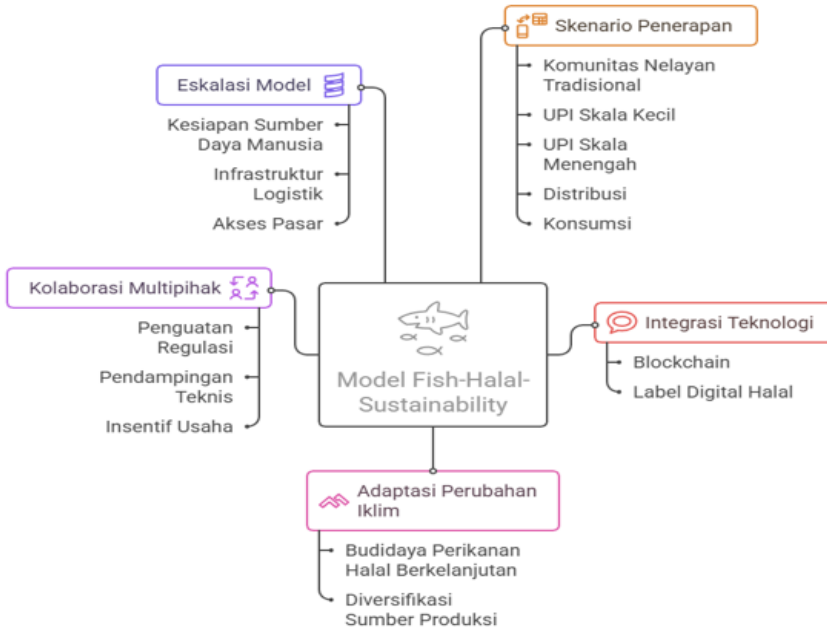 Skenario Penerapan
Komunitas Nelayan
Tradisional
UPI Skala Kecil
UPI Skala
Menengah
Distribusi
Konsumsi
Eskalasi Model
Kesiapan Sumber
Daya Manusia
Infrastruktur
Logistik
Akses Pasar
Kolaborasi Multipihak
Penguatan
Regulasi
Pendampingan
Teknis
Insentif Usaha
Model Fish-Halal-
Sustainability
Integrasi Teknologi
Blockchain
Label Digital Halal
Adaptasi Perubahan
Iklim
Budidaya Perikanan
Halal Berkelanjutan
Diversifikasi
Sumber Produksi